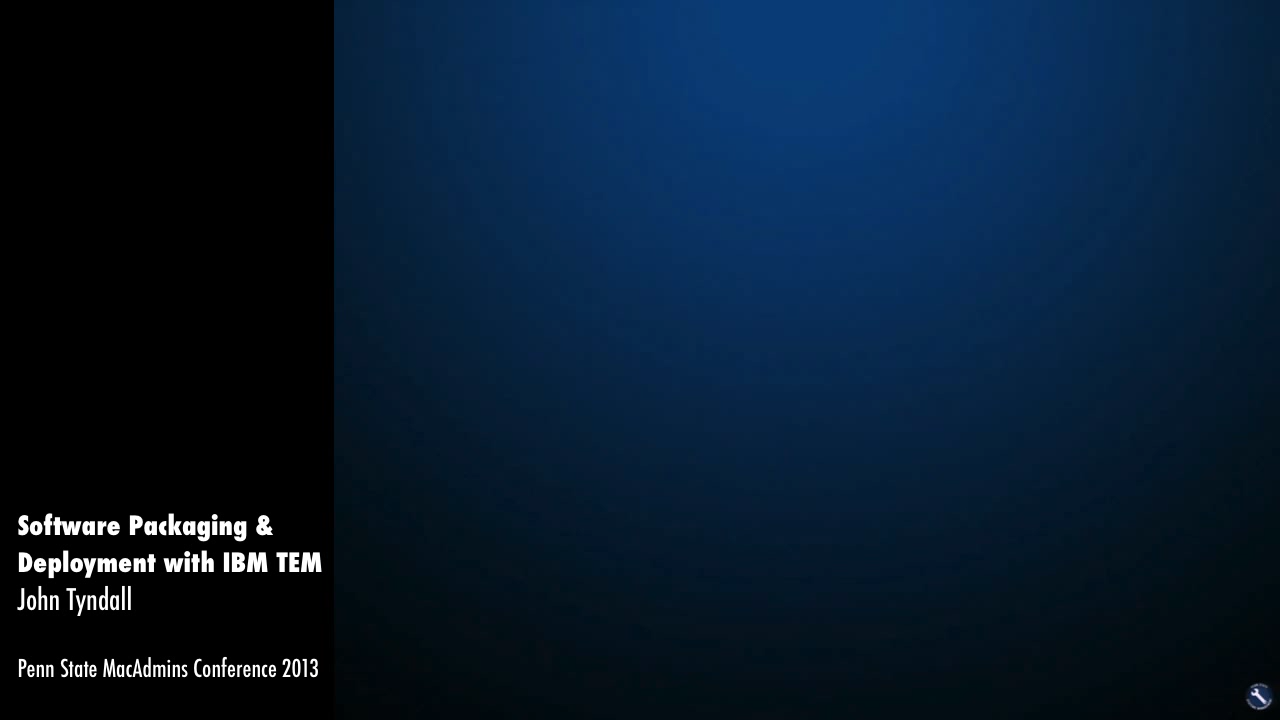 Software Packaging &
Deployment with IBM TEM
John Tyndall
Penn State MacAdmins Conference 2013